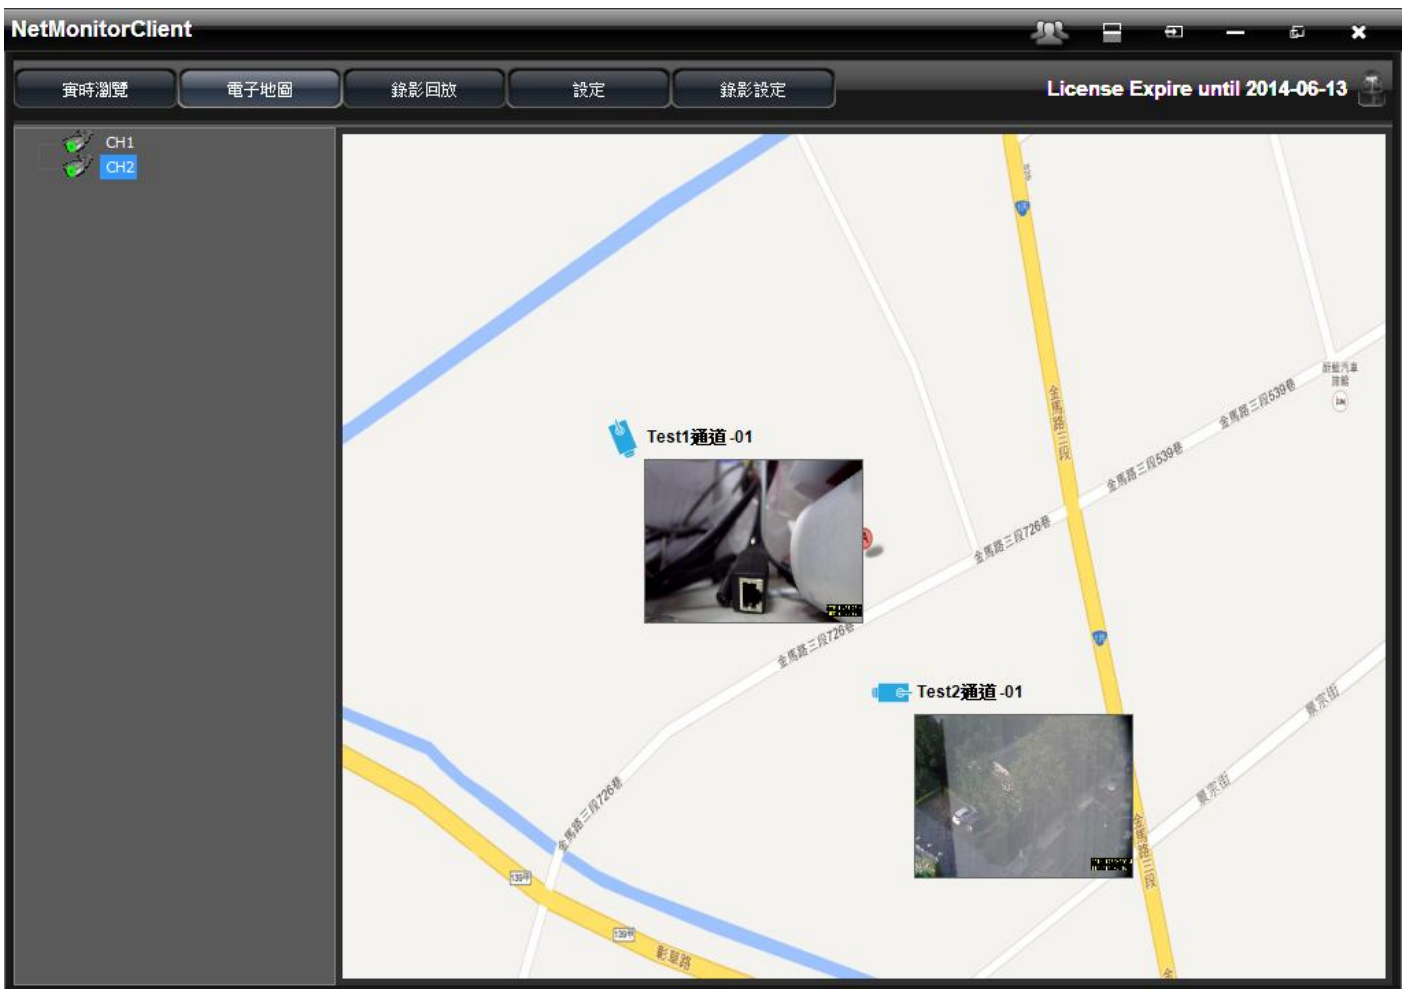 NetMonitorClient
實時瀏覽
電子地圖
錄影回放
設定
錄影設定
License Expire until 2014-06-13
CH1
CH2
金馬路三段
金馬路三段539巷
金馬路三段539巷
Test1通道-01
金馬路三段726巷
金馬路三段726巷
Test2通道-01
景宗街
景宗街
金馬路三段726巷
金馬路三段
139甲
139甲
彰草路
金